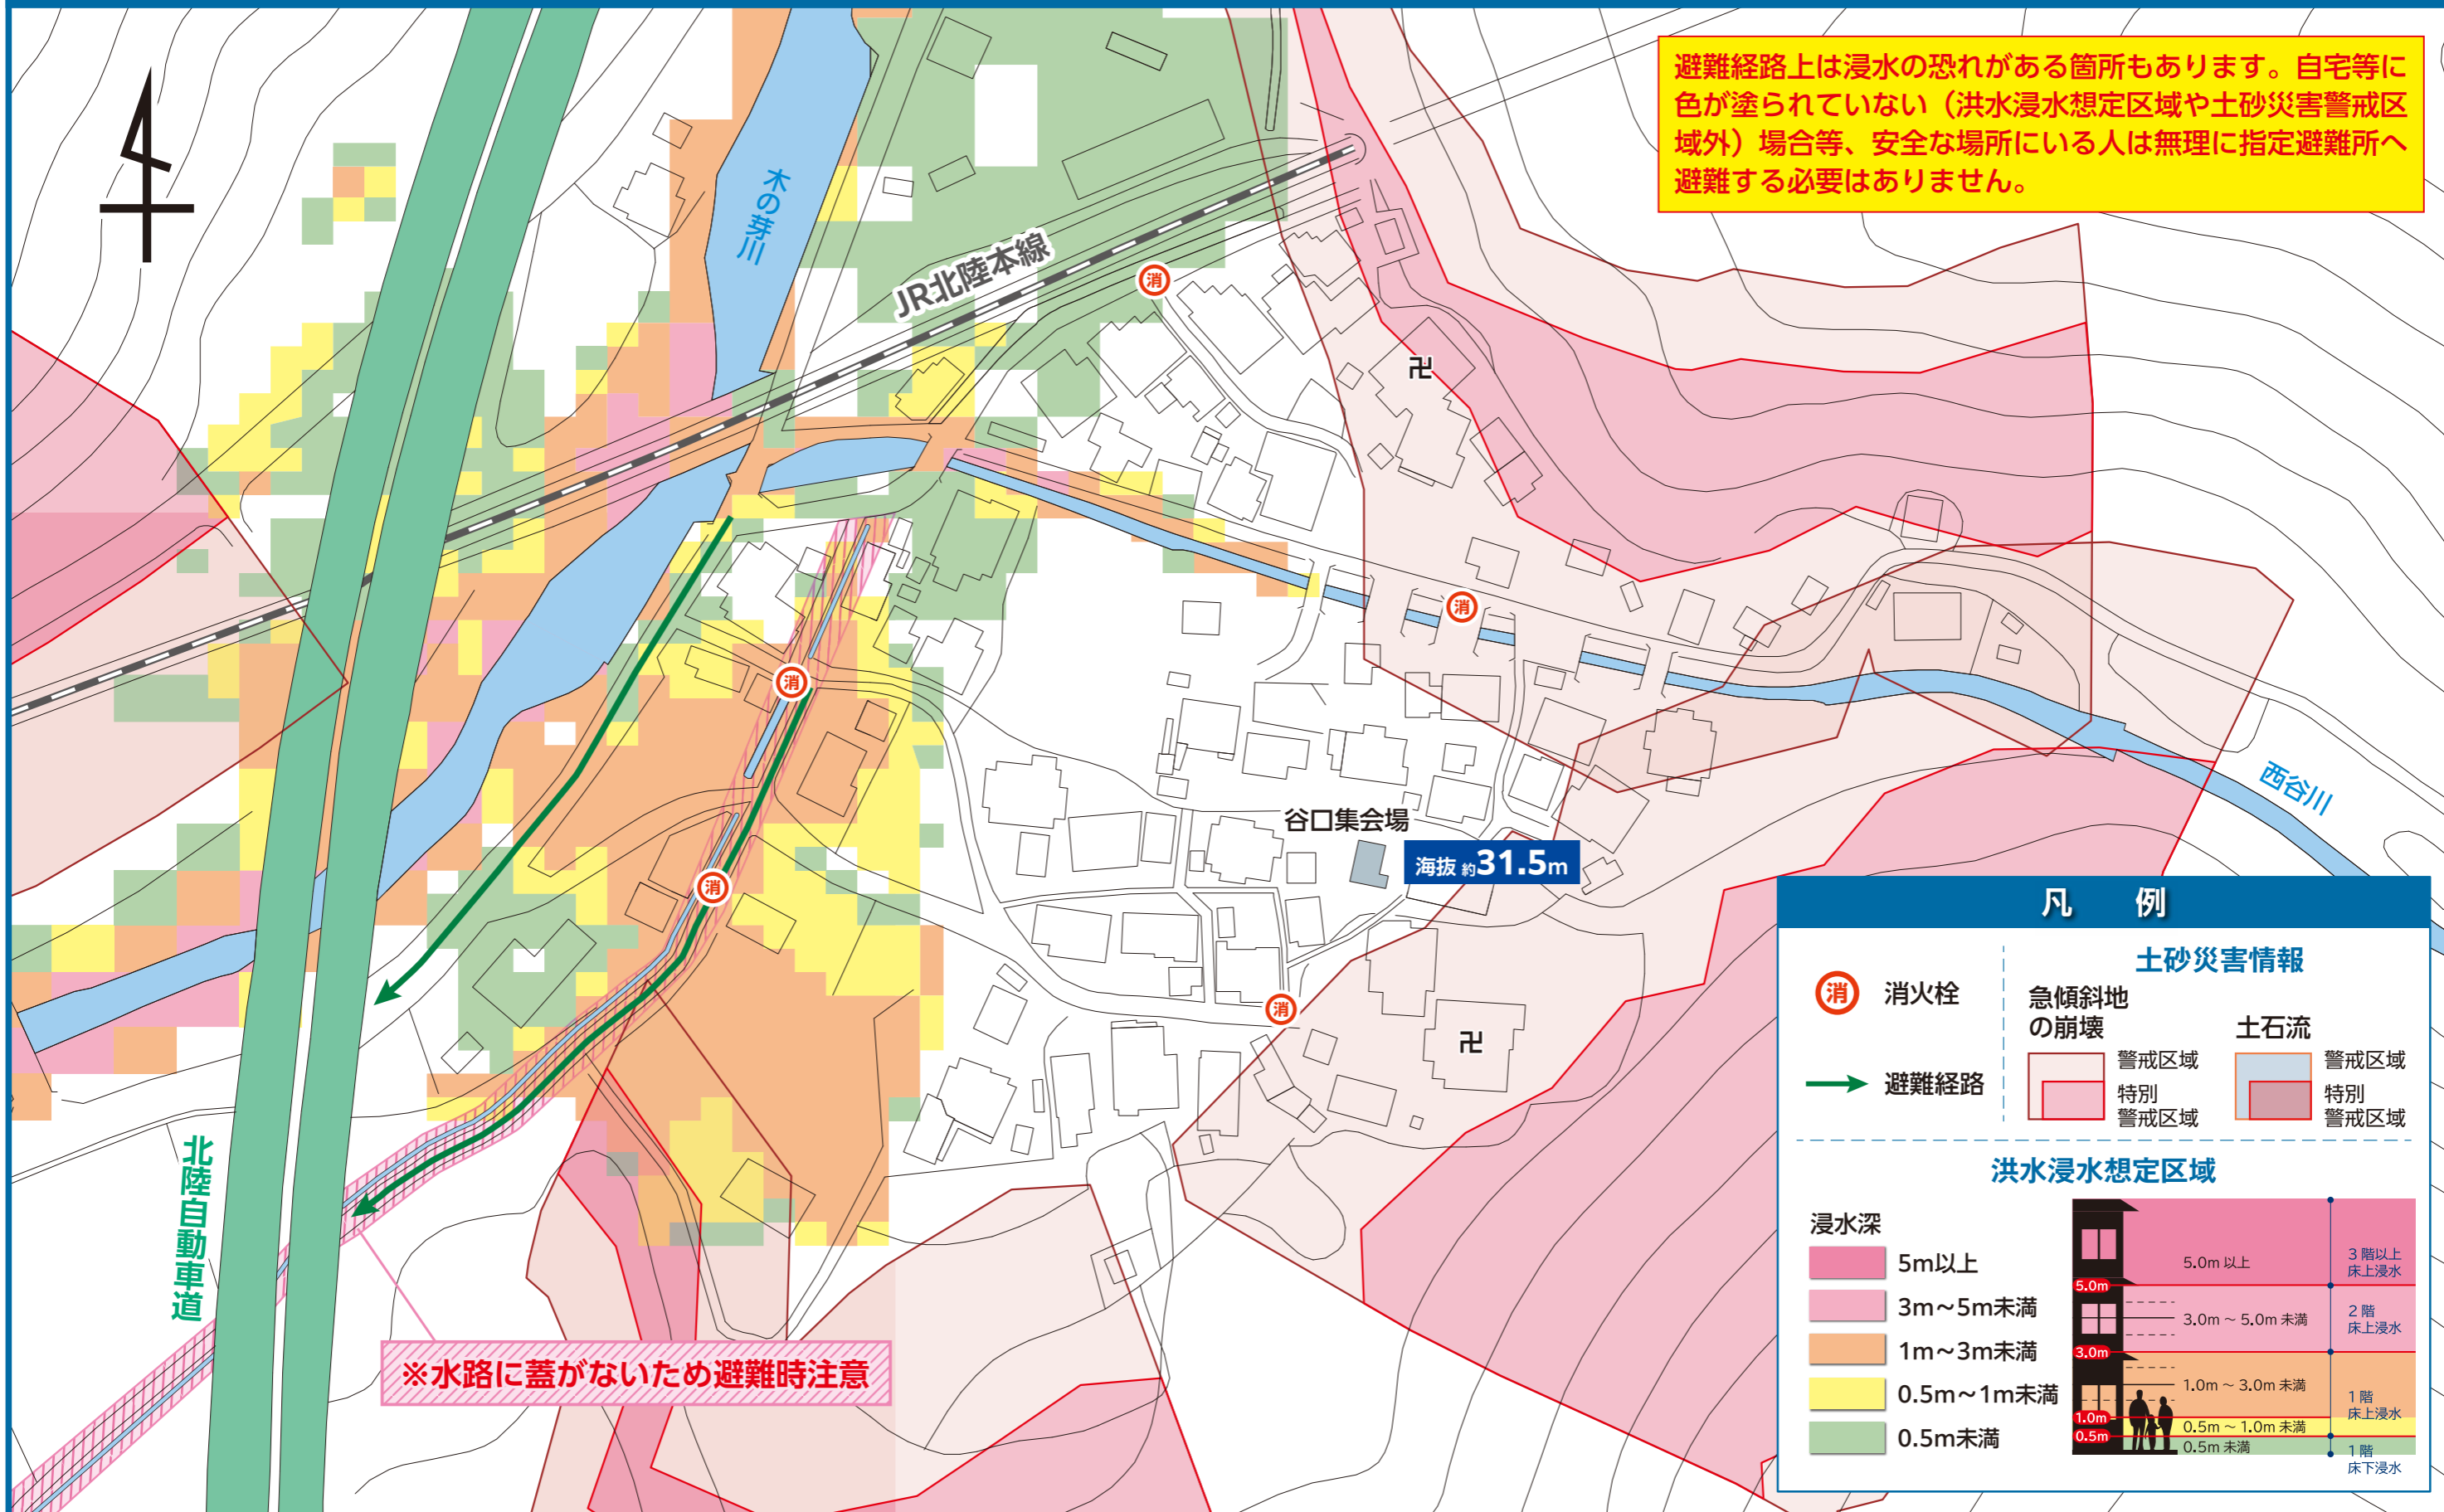 避難経路上は浸水の恐れがある箇所もあります。自宅等に
色が塗られていない（洪水浸水想定区域や土砂災害警戒区
域外）場合等、安全な場所にいる人は無理に指定避難所へ
避難する必要はありません。
木の芽川
JR北陸本線
消
卍
消
消
西谷川
谷口集会場
海抜 約31.5m
消
消
卍
北陸自動車道
※水路に蓋がないため避難時注意
凡 例
消 消火栓
避難経路
土砂災害情報
急傾斜地
の崩壊
警戒区域
特別
警戒区域
土石流
警戒区域
特別
警戒区域
洪水浸水想定区域
浸水深
5m以上
3m～5m未満
1m～3m未満
0.5m～1m未満
0.5m未満
5.0m 以上
3階以上
床上浸水
5.0m
3.0m ～ 5.0m 未満
2階
床上浸水
3.0m
1.0m ～ 3.0m 未満
1階
床上浸水
1.0m
0.5m ～ 1.0m 未満
0.5m
0.5m 未満
1階
床下浸水